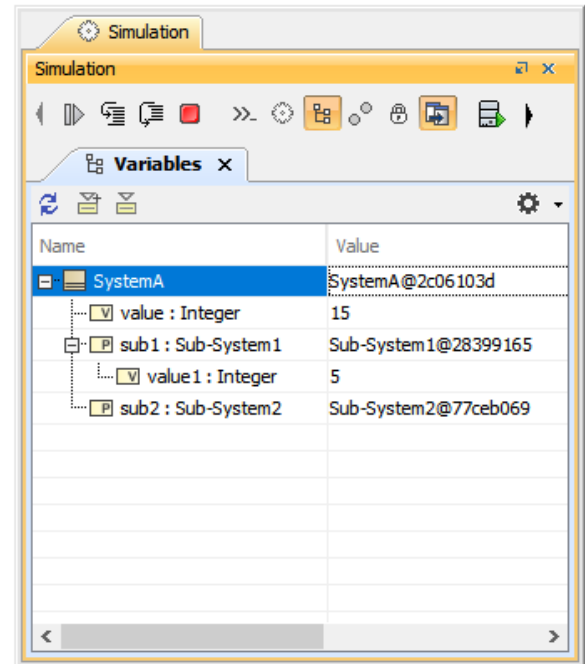 Simulation
Simulation
Variables
Name Value
SystemA SystemA@2c06103d
V value : Integer 15
P sub1 : Sub-System1 Sub-System1@28399165
V value1 : Integer 5
P sub2 : Sub-System2 Sub-System2@77ceb069